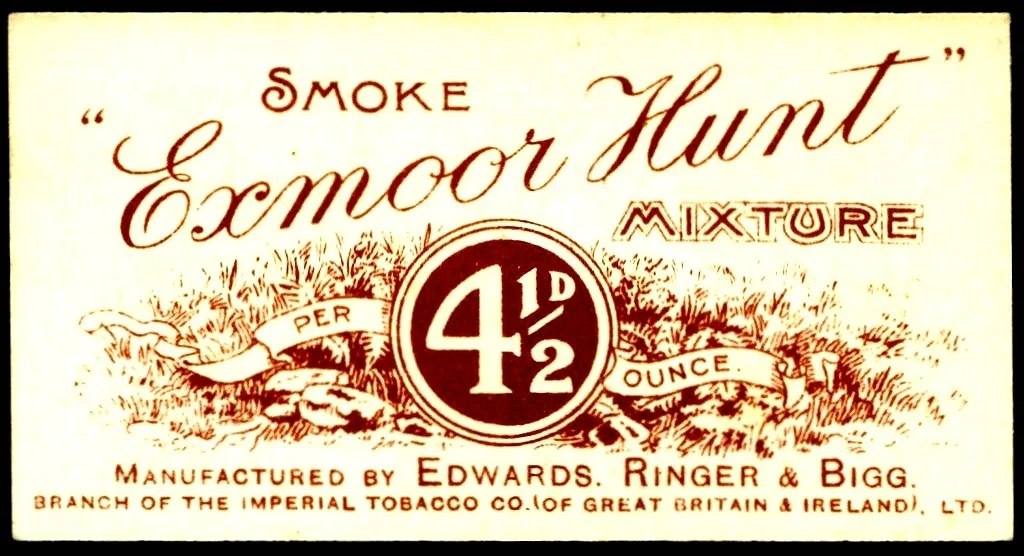 SMOKE
"Exmoor Hunt"
MIXTURE
PER 4½D OUNCE.
MANUFACTURED BY EDWARDS. RINGER & BIGG.
BRANCH OF THE IMPERIAL TOBACCO CO. (OF GREAT BRITAIN & IRELAND), LTD.